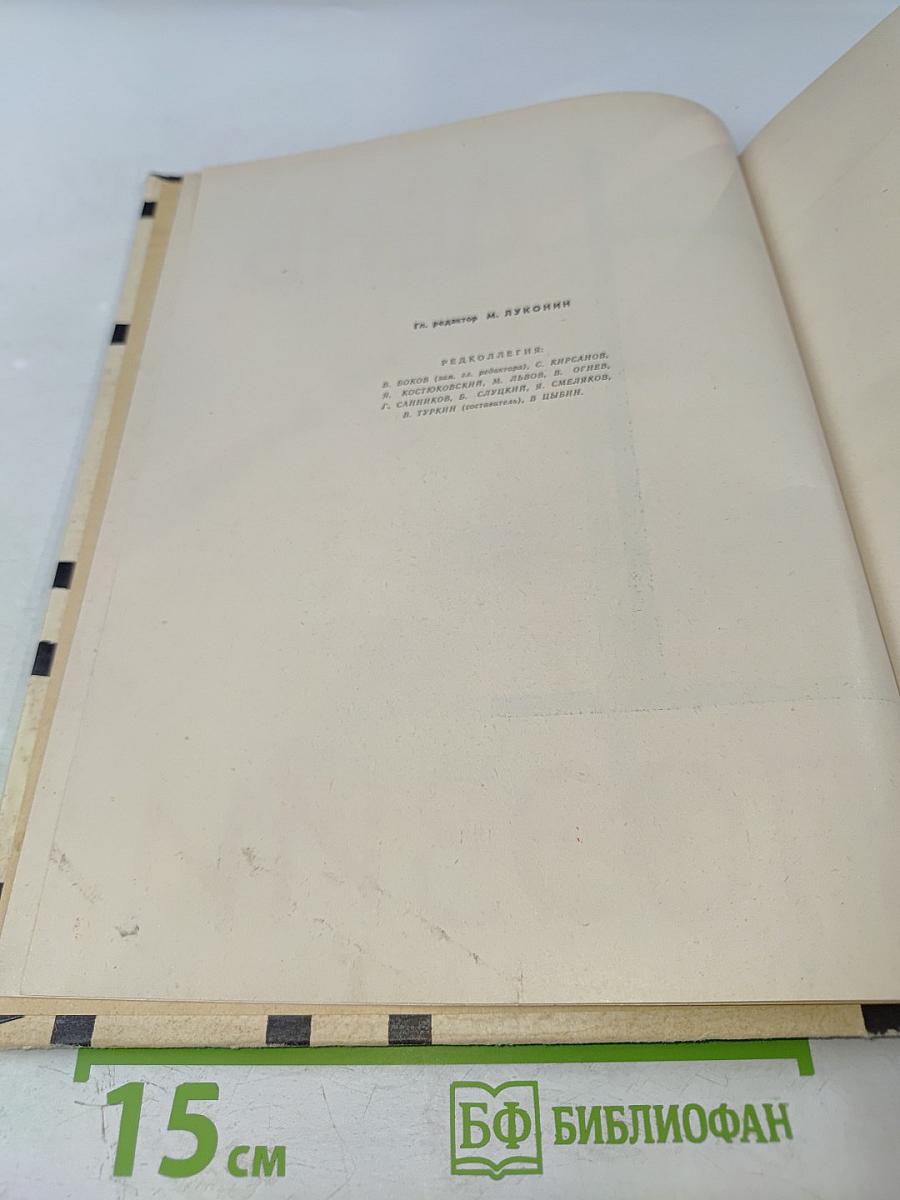 Гл. редактор М. ЛУКОНИН
РЕДКОЛЛЕГИЯ:
В. БОКОВ (зам. гл. редактора), С. КИРСАНОВ,
Я. КОСТЮКОВСКИЙ, М. ЛЬВОВ, В. ОГНЕВ,
Г. САННИКОВ, Б. СЛУЦКИЙ, Я. СМЕЛЯКОВ,
В. ТУРКИН (составитель), В ЦЫБИН.
15 см
БФ БИБЛИОФАН